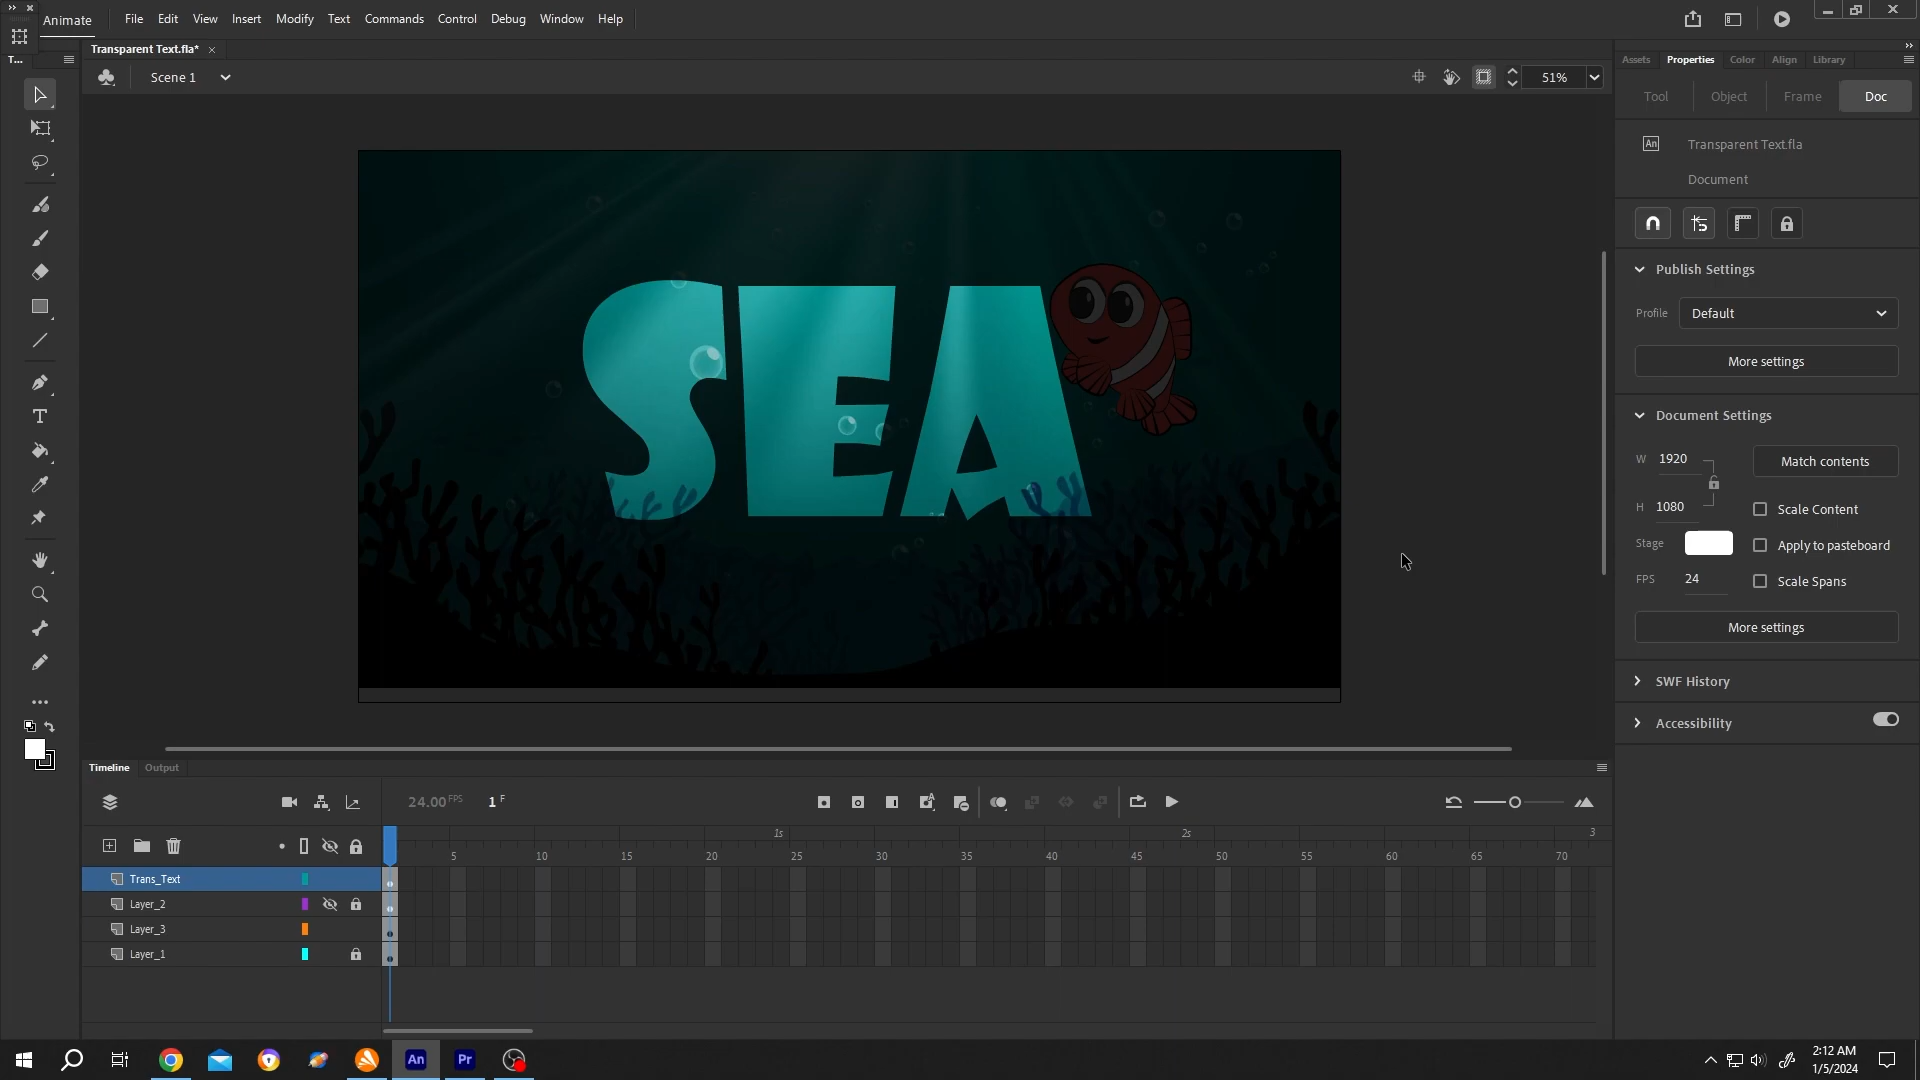 Animate File Edit View Insert Modify Text Commands Control Debug Window Help
T...
Transparent Text.fla*
Scene 1
51%
SEA
Assets Properties Color Align Library
Tool Object Frame Doc
An Transparent Text.fla
Document
Publish Settings
Profile Default
More settings
Document Settings
W 1920
Match contents
H 1080
Scale Content
Stage
Apply to pasteboard
FPS 24
Scale Spans
More settings
SWF History
Accessibility
Timeline Output
24.00 FPS 1 F
1s 2s 3
5 10 15 20 25 30 35 40 45 50 55 60 65 70
Trans_Text
Layer_2
Layer_3
Layer_1
An Pr
2:12 AM
1/5/2024